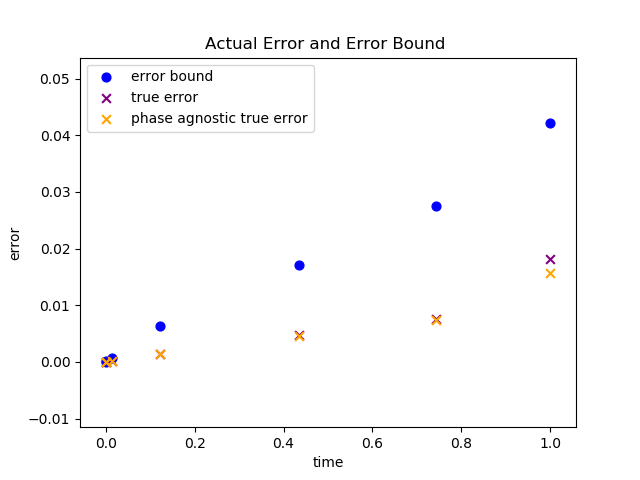 Actual Error and Error Bound
error bound
true error
phase agnostic true error
0.05
0.04
0.03
0.02
0.01
0.00
−0.01
error
0.0 0.2 0.4 0.6 0.8 1.0
time